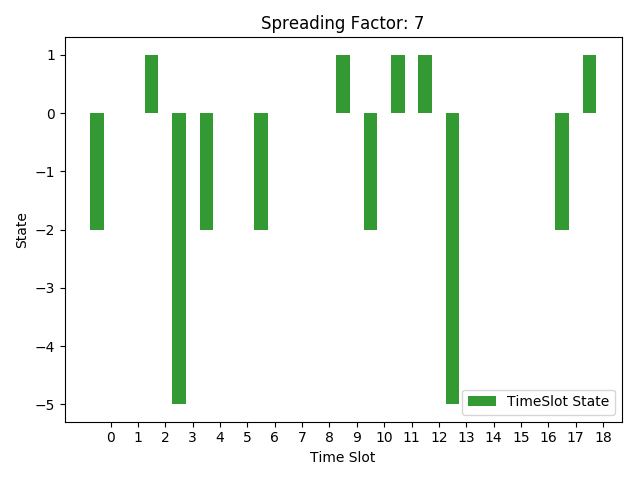 Spreading Factor: 7
1
0
−1
−2
−3
−4
−5
State
TimeSlot State
0 1 2 3 4 5 6 7 8 9 10 11 12 13 14 15 16 17 18
Time Slot